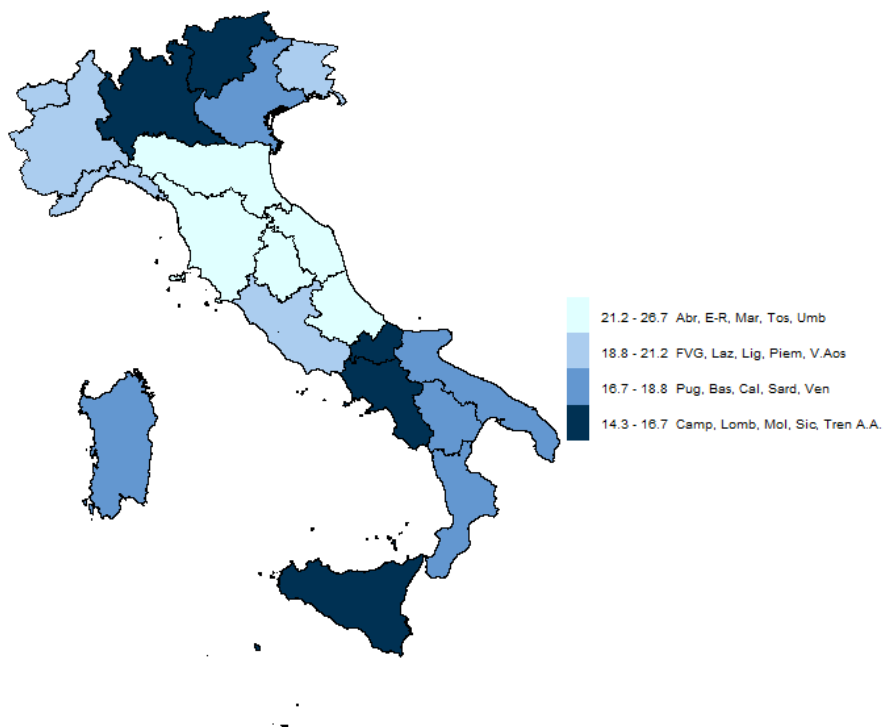 21.2 - 26.7 Abr, E-R, Mar, Tos, Umb
18.8 - 21.2 FVG, Laz, Lig, Piem, V.Aos
16.7 - 18.8 Pug, Bas, Cal, Sard, Ven
14.3 - 16.7 Camp, Lomb, Mol, Sic, Tren A.A.